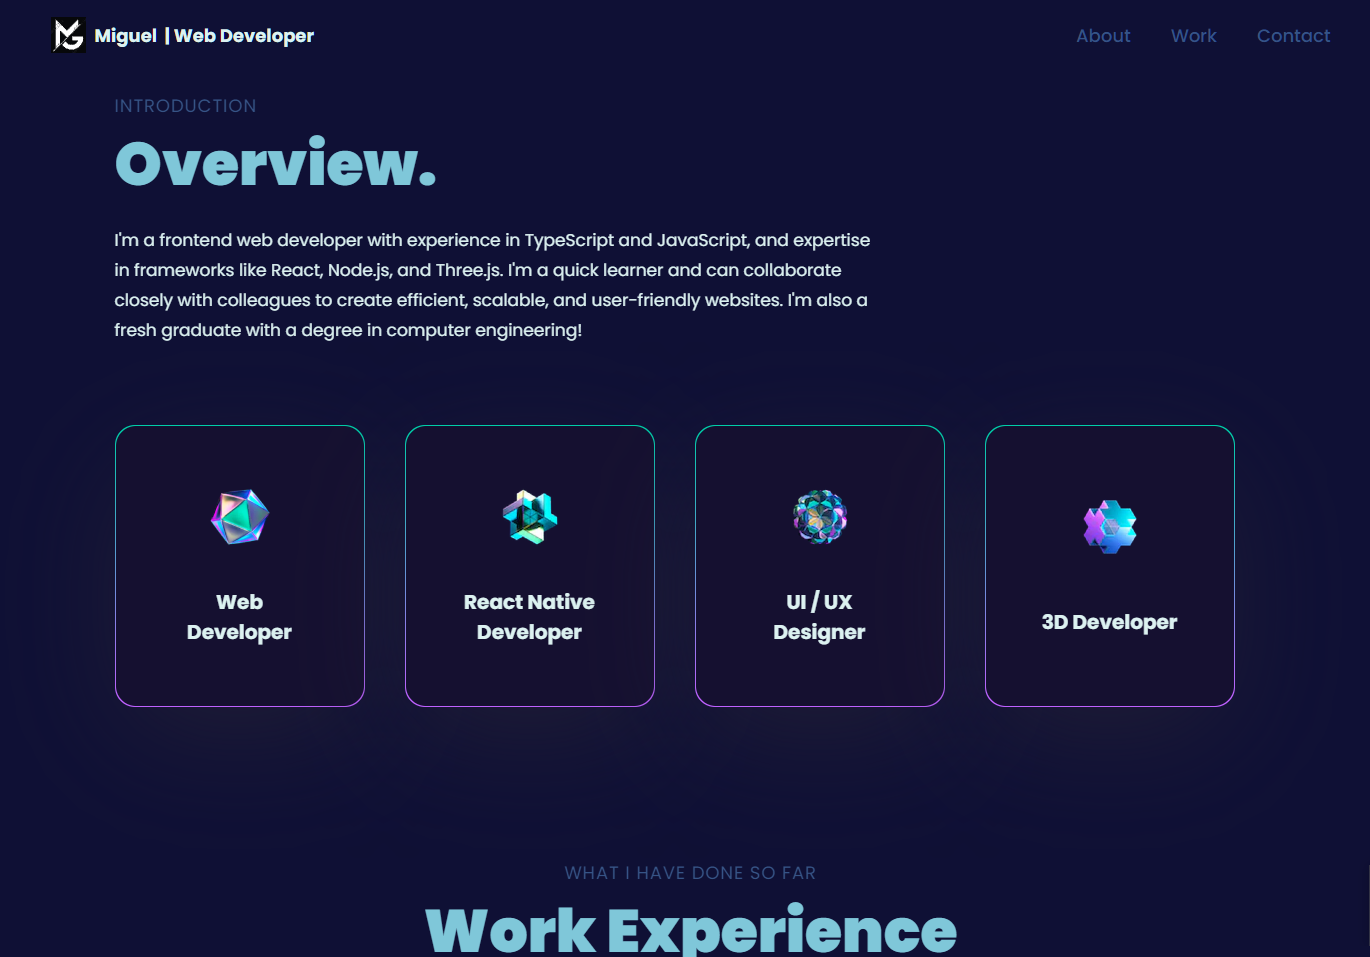 MG
Miguel | Web Developer
About
Work
Contact
INTRODUCTION
Overview.
I'm a frontend web developer with experience in TypeScript and JavaScript, and expertise
in frameworks like React, Node.js, and Three.js. I'm a quick learner and can collaborate
closely with colleagues to create efficient, scalable, and user-friendly websites. I'm also a
fresh graduate with a degree in computer engineering!
Web
Developer
React Native
Developer
UI / UX
Designer
3D Developer
WHAT I HAVE DONE SO FAR
Work Experience